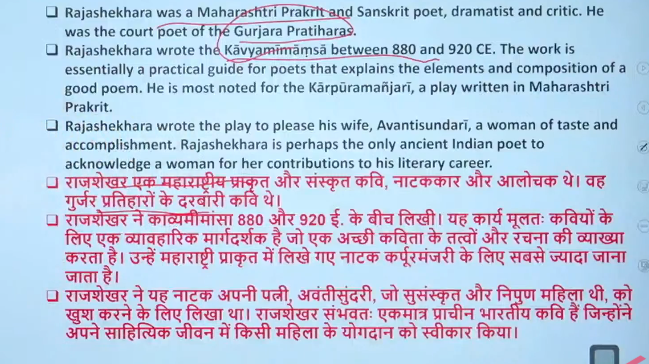 ❑ Rajashekhara was a Maharashtri Prakrit and Sanskrit poet, dramatist and critic. He
was the court poet of the Gurjara Pratiharas.
❑ Rajashekhara wrote the Kāvyamīmāṃsā between 880 and 920 CE. The work is
essentially a practical guide for poets that explains the elements and composition of a
good poem. He is most noted for the Kārpūramañjarī, a play written in Maharashtri
Prakrit.
❑ Rajashekhara wrote the play to please his wife, Avantisundarī, a woman of taste and
accomplishment. Rajashekhara is perhaps the only ancient Indian poet to
acknowledge a woman for her contributions to his literary career.
❑ राजशेखर एक महाराष्ट्रीय प्राकृत और संस्कृत कवि, नाटककार और आलोचक थे। वह
गुर्जर प्रतिहारों के दरबारी कवि थे।
❑ राजशेखर ने काव्यमीमांसा 880 और 920 ई. के बीच लिखी। यह कार्य मूलतः कवियों के
लिए एक व्यावहारिक मार्गदर्शक है जो एक अच्छी कविता के तत्वों और रचना की व्याख्या
करता है। उन्हें महाराष्ट्री प्राकृत में लिखे गए नाटक कर्पूरमंजरी के लिए सबसे ज्यादा जाना
जाता है।
❑ राजशेखर ने यह नाटक अपनी पत्नी, अवंतीसुंदरी, जो सुसंस्कृत और निपुण महिला थी, को
खुश करने के लिए लिखा था। राजशेखर संभवतः एकमात्र प्राचीन भारतीय कवि हैं जिन्होंने
अपने साहित्यिक जीवन में किसी महिला के योगदान को स्वीकार किया।